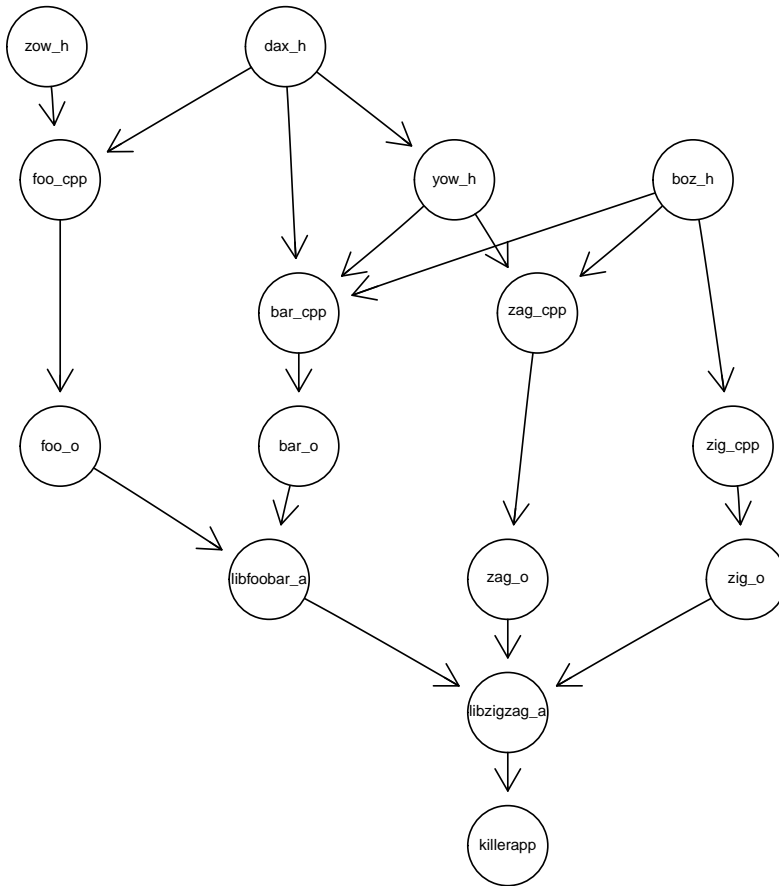 zow_h
dax_h
foo_cpp
yow_h
boz_h
bar_cpp
zag_cpp
foo_o
bar_o
zig_cpp
libfoobar_a
zag_o
zig_o
libzigzag_a
killerapp